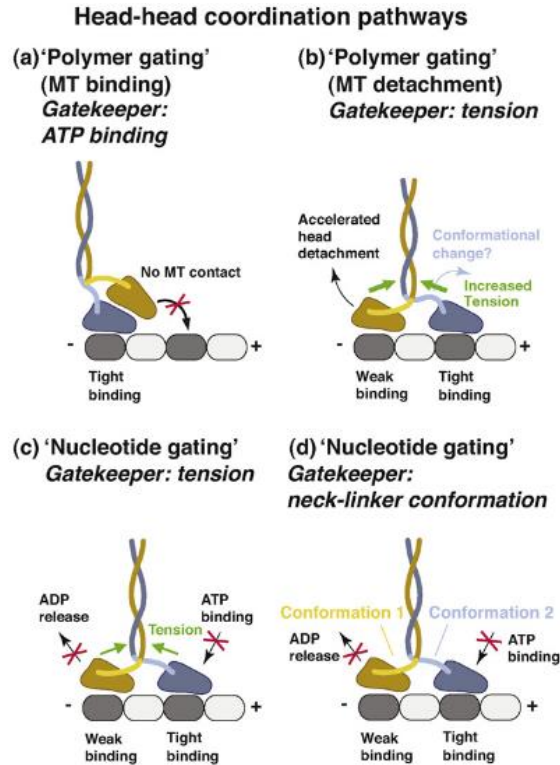 Head-head coordination pathways
(a) 'Polymer gating'
(MT binding)
Gatekeeper:
ATP binding
No MT contact
- +
Tight
binding
(b) 'Polymer gating'
(MT detachment)
Gatekeeper: tension
Accelerated
head
detachment
Conformational
change?
Increased
Tension
- +
Weak
binding
Tight
binding
(c) 'Nucleotide gating'
Gatekeeper: tension
ADP
release
Tension
ATP
binding
- +
Weak
binding
Tight
binding
(d) 'Nucleotide gating'
Gatekeeper:
neck-linker conformation
Conformation 1
Conformation 2
ADP
release
ATP
binding
- +
Weak
binding
Tight
binding